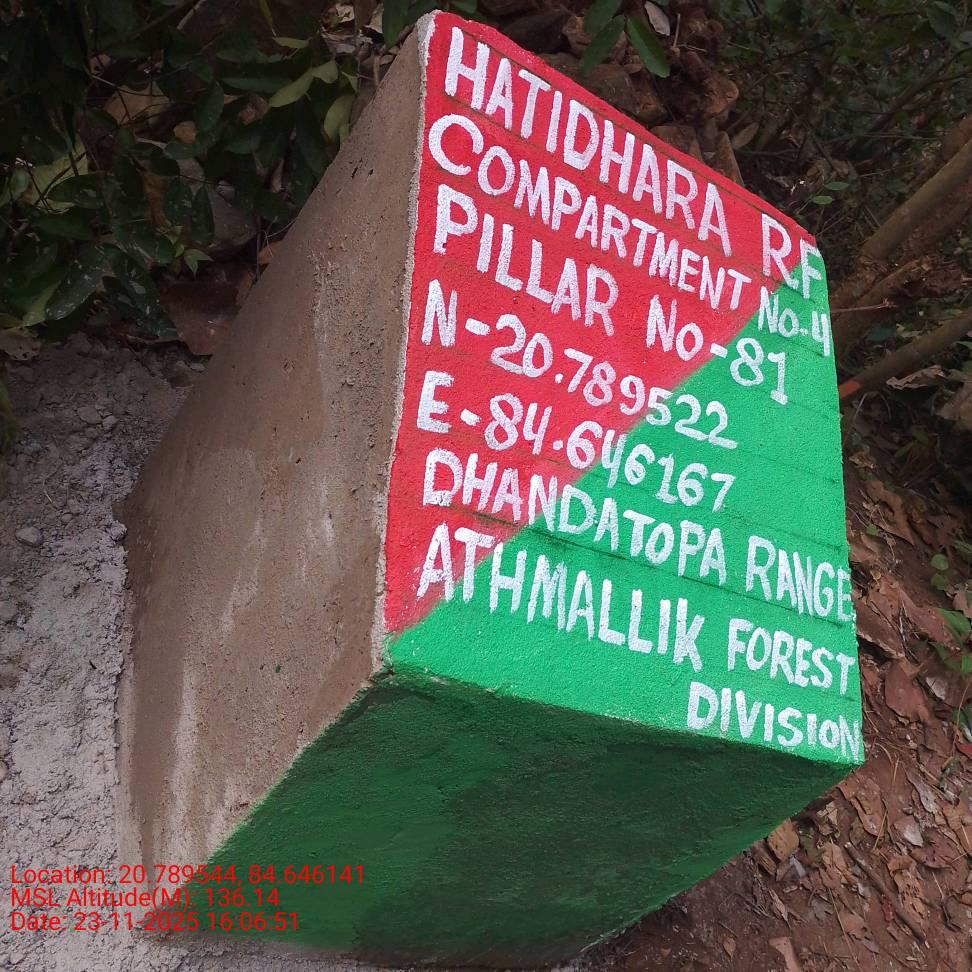 HATIDHARA RF
COMPARTMENT No-4
PILLAR No-81
N-20.789522
E-84.646167
DHANDATOPA RANGE
ATHMALLIK FOREST
DIVISION
Location: 20.789544, 84.646141
MSL Altitude(M): 136.14
Date: 23-11-2025 16:06:51